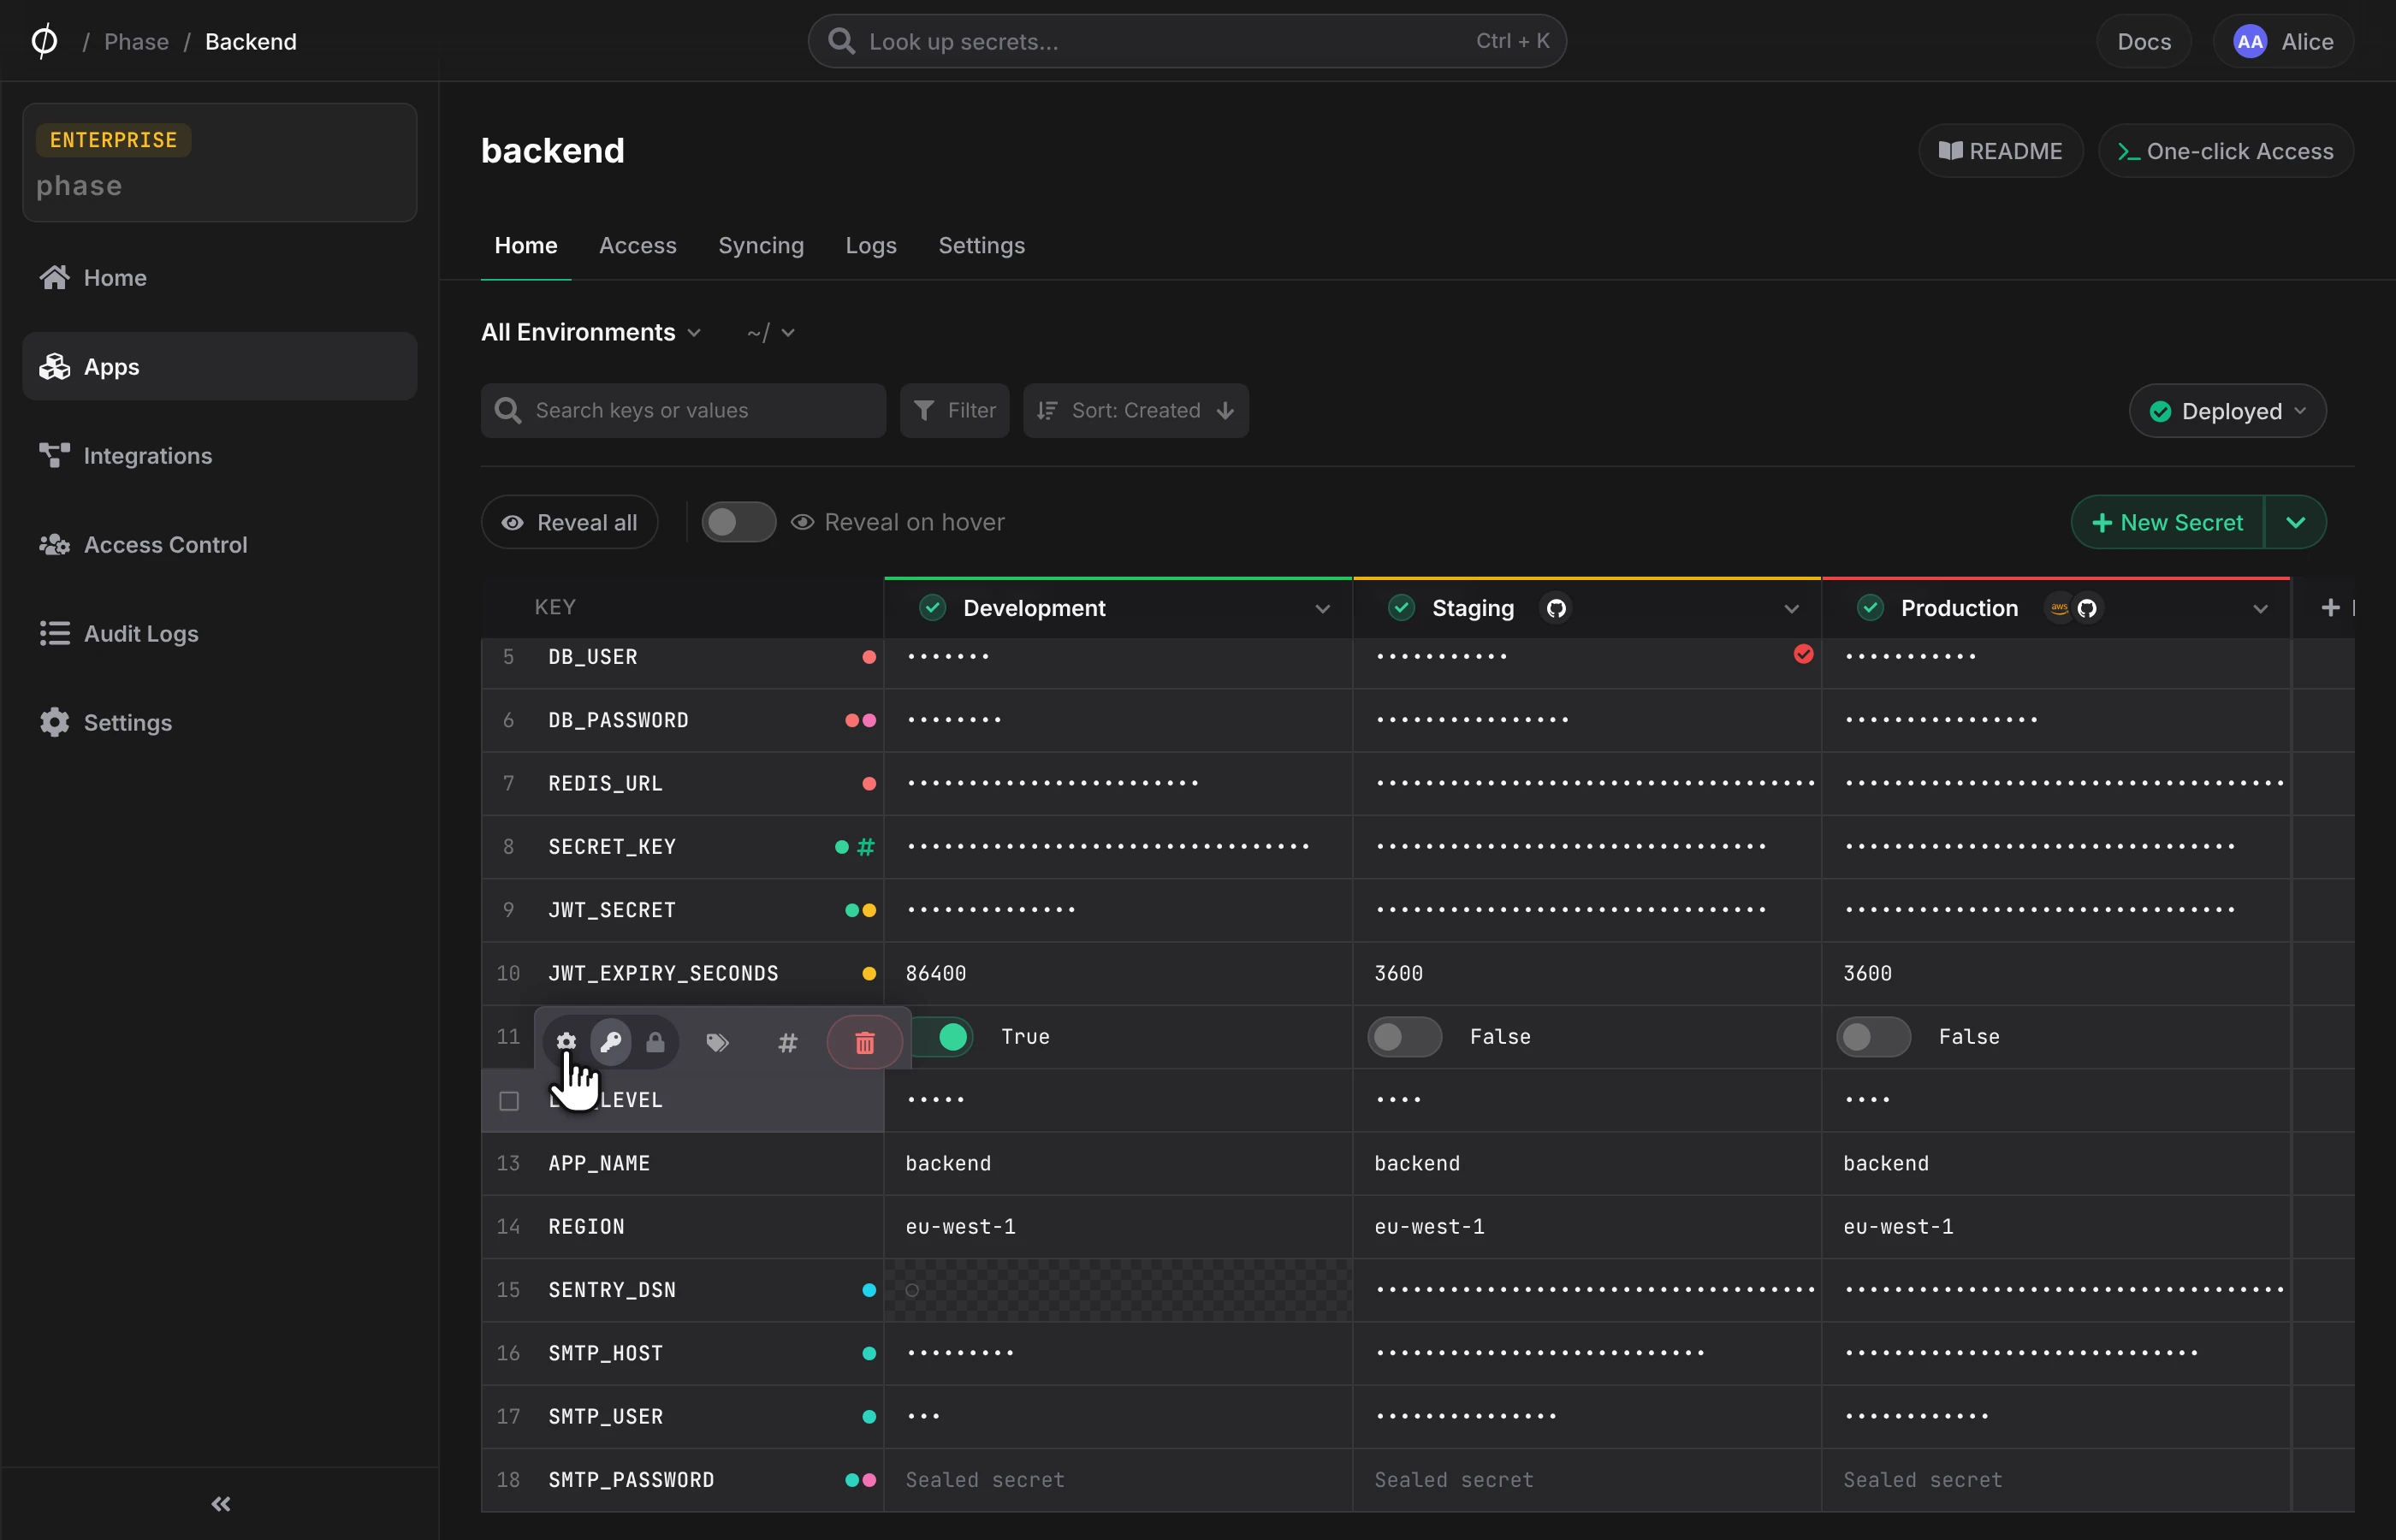 / Phase / Backend
Look up secrets...
Ctrl + K
Docs
AA Alice
ENTERPRISE
phase
Home
Apps
Integrations
Access Control
Audit Logs
Settings
backend
README
>_ One-click Access
Home Access Syncing Logs Settings
All Environments ~/
Search keys or values
Filter
Sort: Created
Deployed
Reveal all
Reveal on hover
+ New Secret
KEY Development Staging aws Production +
5 DB_USER ••••••• ••••••••••• •••••••••••
6 DB_PASSWORD
7 REDIS_URL
8 SECRET_KEY #
9 JWT_SECRET
10 JWT_EXPIRY_SECONDS 86400 3600 3600
11 # True False False
LEVEL
13 APP_NAME backend backend backend
14 REGION eu-west-1 eu-west-1 eu-west-1
15 SENTRY_DSN
16 SMTP_HOST
17 SMTP_USER
18 SMTP_PASSWORD Sealed secret Sealed secret Sealed secret